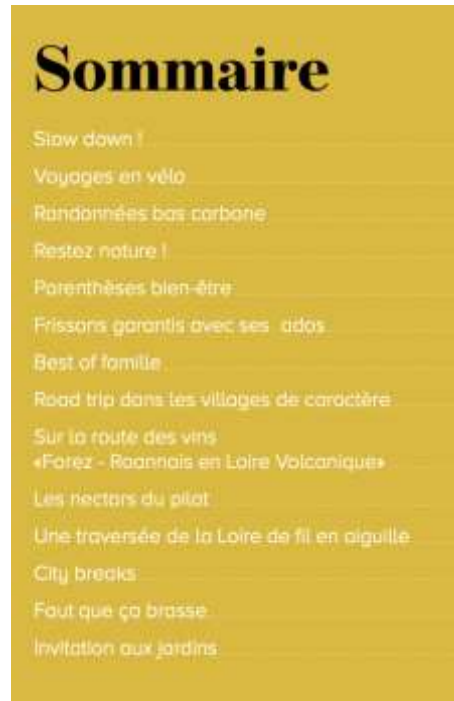 Sommaire
Slow down !
Voyages en vélo
Randonnées bas carbone
Restez nature !
Parenthèses bien-être
Frissons garantis avec ses ados
Best of famille
Road trip dans les villages de caractère
Sur la route des vins
«Forez - Roannais en Loire Volcanique»
Les nectars du pilat
Une traversée de la Loire de fil en aiguille
City breaks
Faut que ça brasse
Invitation aux jardins